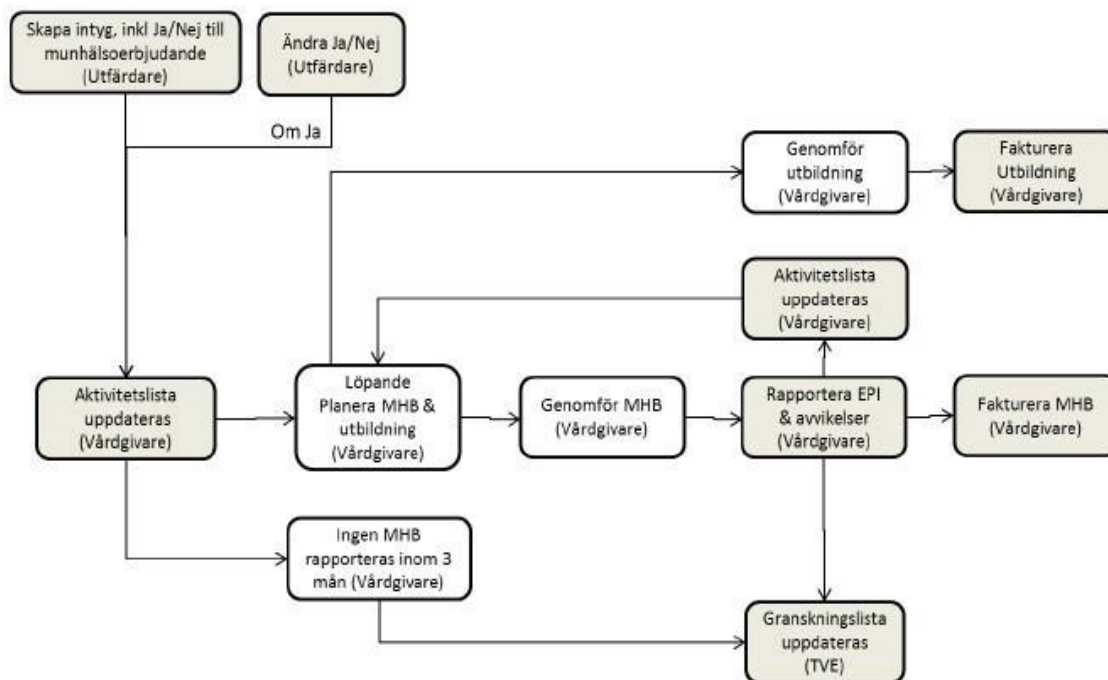 Skapa intyg, inkl Ja/Nej till
munhälsoerbjudande
(Utfärdare)
Ändra Ja/Nej
(Utfärdare)
Om Ja
Genomför
utbildning
(Vårdgivare)
Fakturera
Utbildning
(Vårdgivare)
Aktivitetslista
uppdateras
(Vårdgivare)
Aktivitetslista
uppdateras
(Vårdgivare)
Löpande
Planera MHB &
utbildning
(Vårdgivare)
Genomför MHB
(Vårdgivare)
Rapportera EPI
& avvikelser
(Vårdgivare)
Fakturera MHB
(Vårdgivare)
Ingen MHB
rapporteras inom 3
mån (Vårdgivare)
Granskningslista
uppdateras
(TVE)